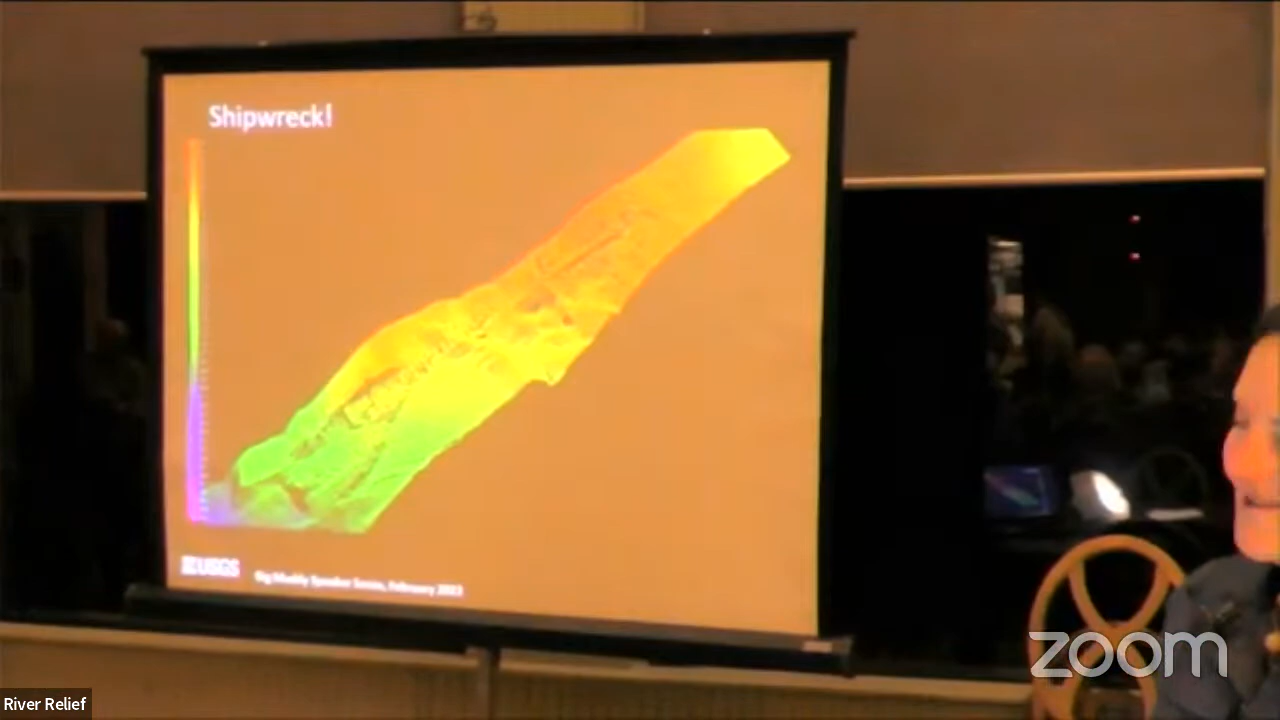 Shipwreck!
USGS
Big Muddy Speaker Series, February 2023
zoom
River Relief